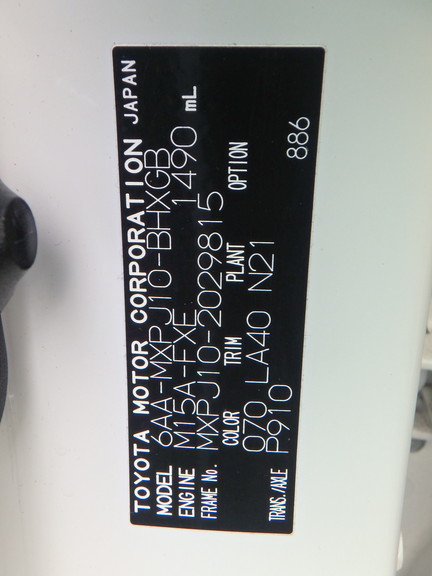 TOYOTA MOTOR CORPORATION JAPAN
MODEL 6AA-MXPJ10-BHXGB
ENGINE M15A-FXE 1490 mL
FRAME No. MXPJ10-2029815
COLOR TRIM PLANT OPTION
070 LA40 N21
TRANS./AXLE P910 886